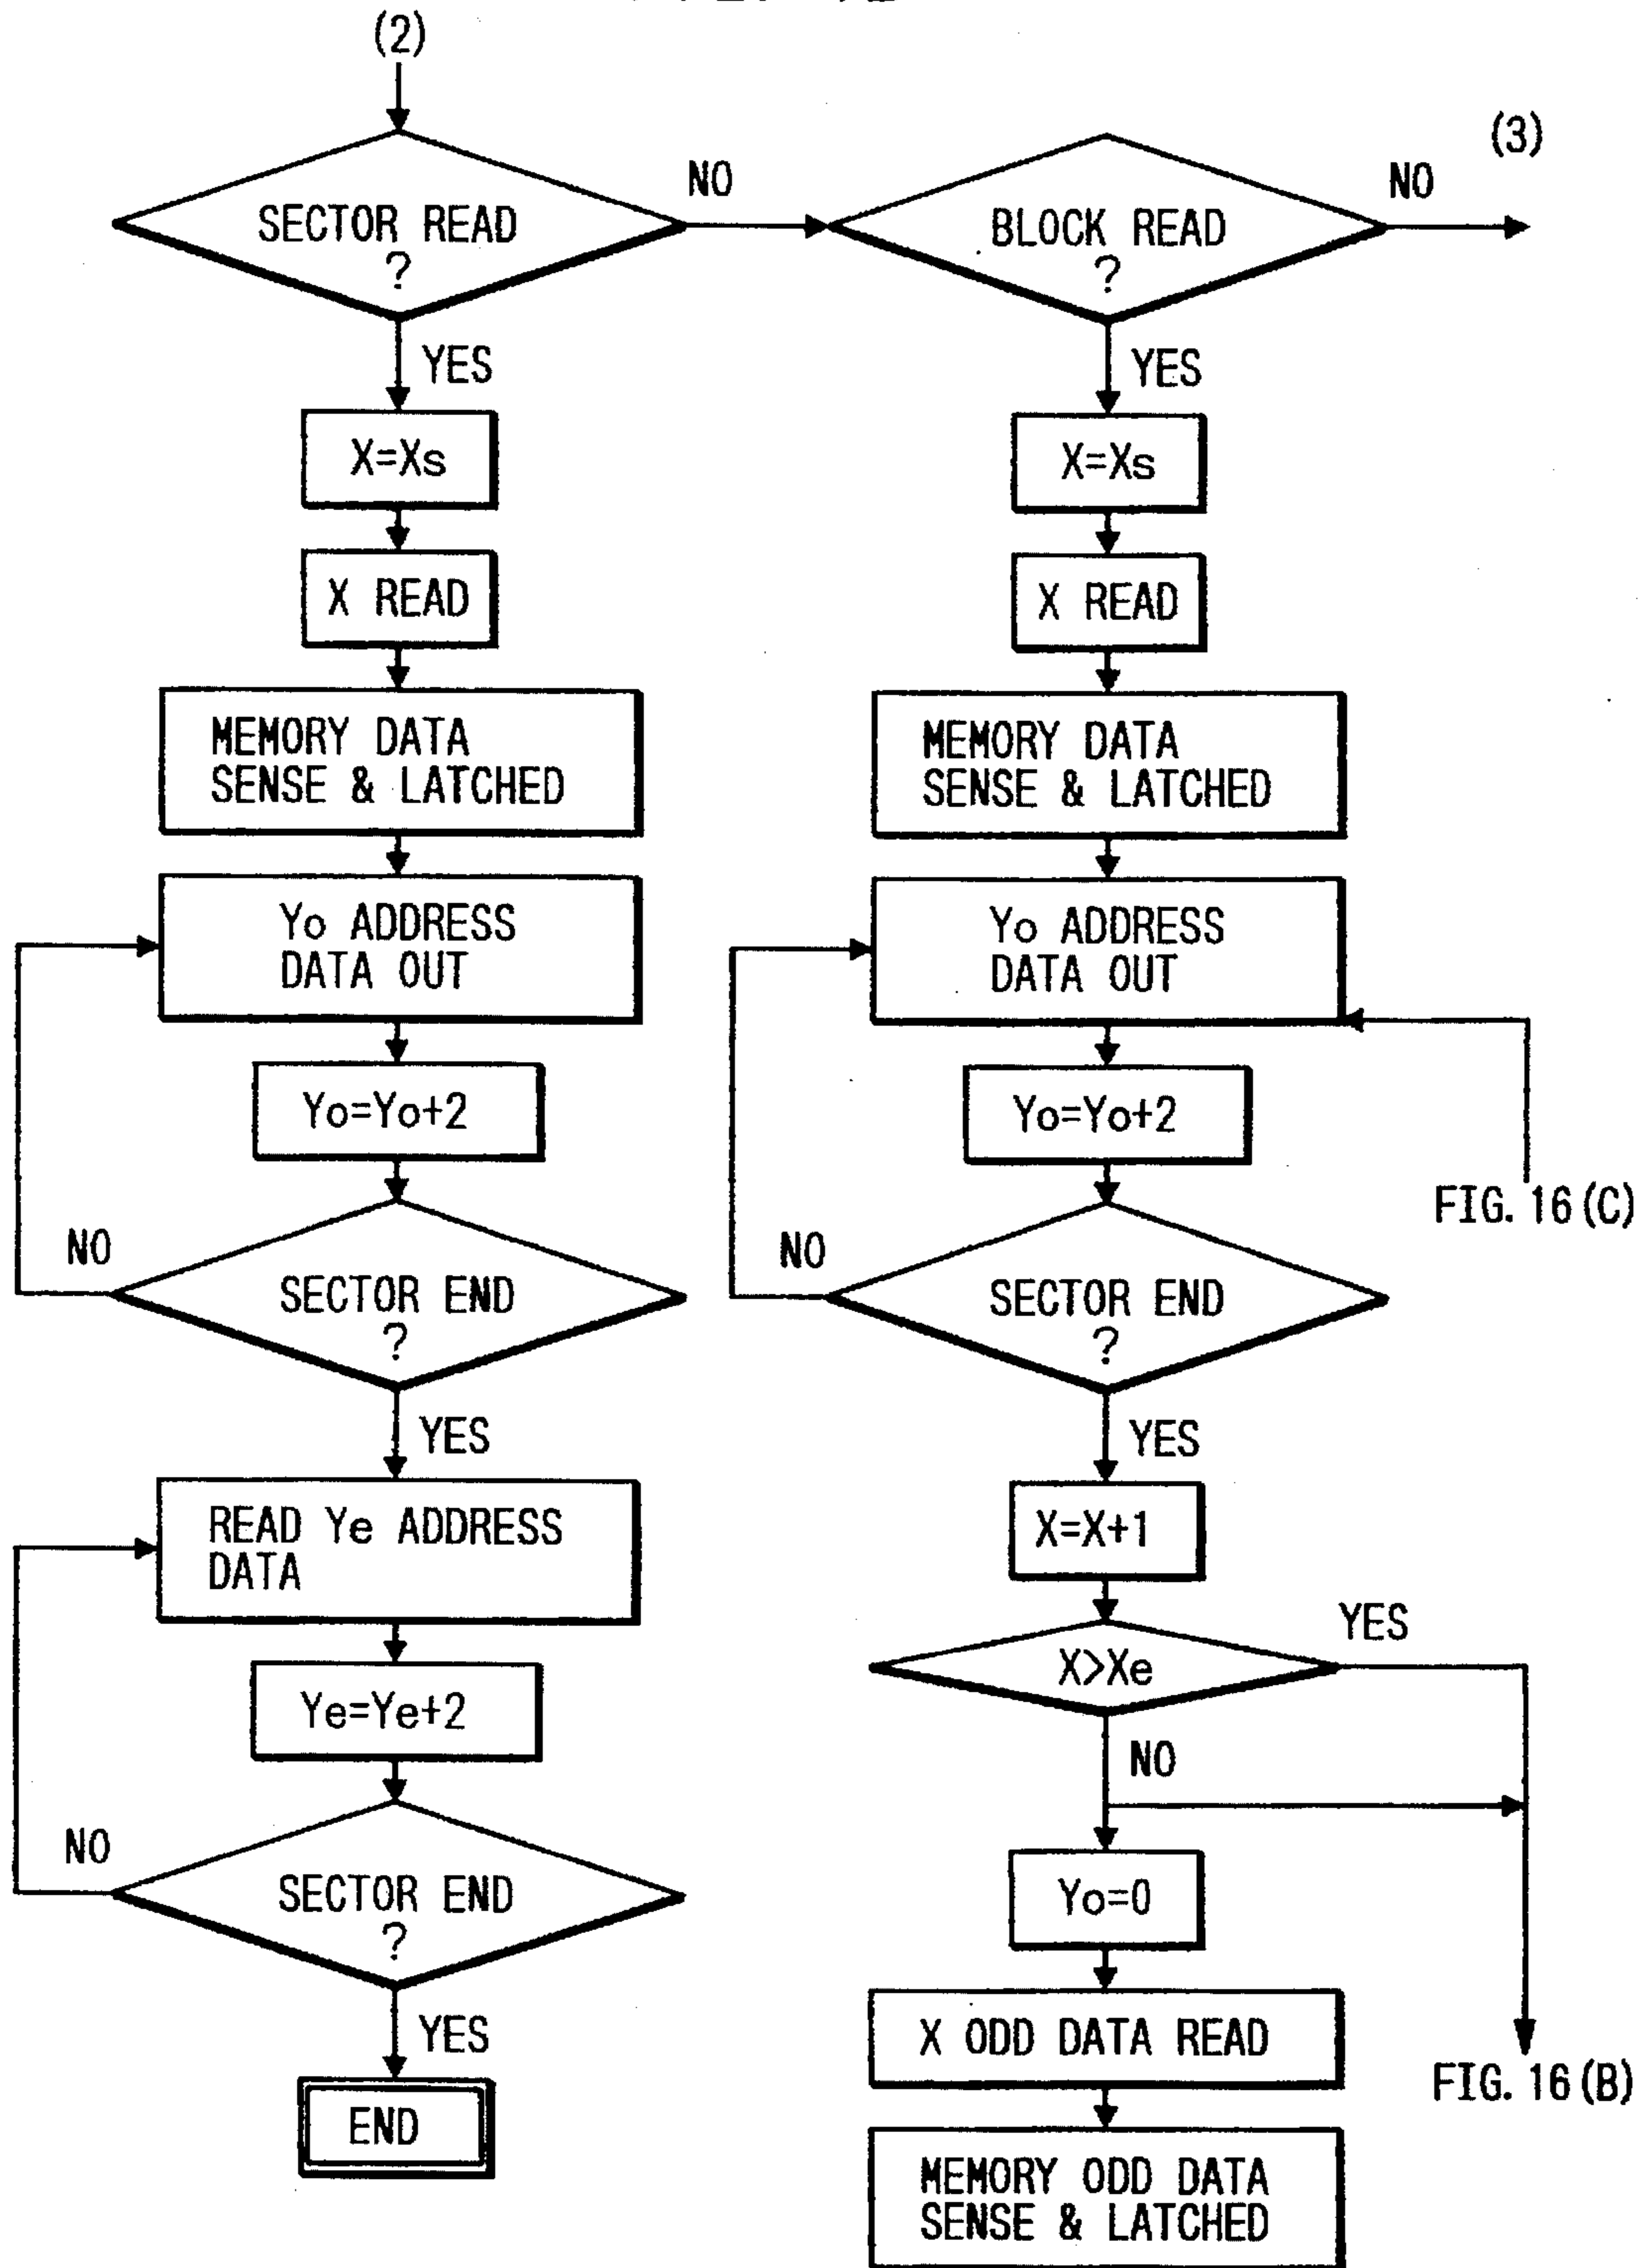 (2)
SECTOR READ
?
NO
YES
X=Xs
X READ
MEMORY DATA
SENSE & LATCHED
Yo ADDRESS
DATA OUT
Yo=Yo+2
NO
SECTOR END
?
YES
READ Ye ADDRESS
DATA
Ye=Ye+2
NO
SECTOR END
?
YES
END
BLOCK READ
?
NO
(3)
YES
X=Xs
X READ
MEMORY DATA
SENSE & LATCHED
Yo ADDRESS
DATA OUT
FIG. 16(C)
Yo=Yo+2
NO
SECTOR END
?
YES
X=X+1
X>Xe
YES
NO
FIG. 16(B)
Yo=0
X ODD DATA READ
MEMORY ODD DATA
SENSE & LATCHED